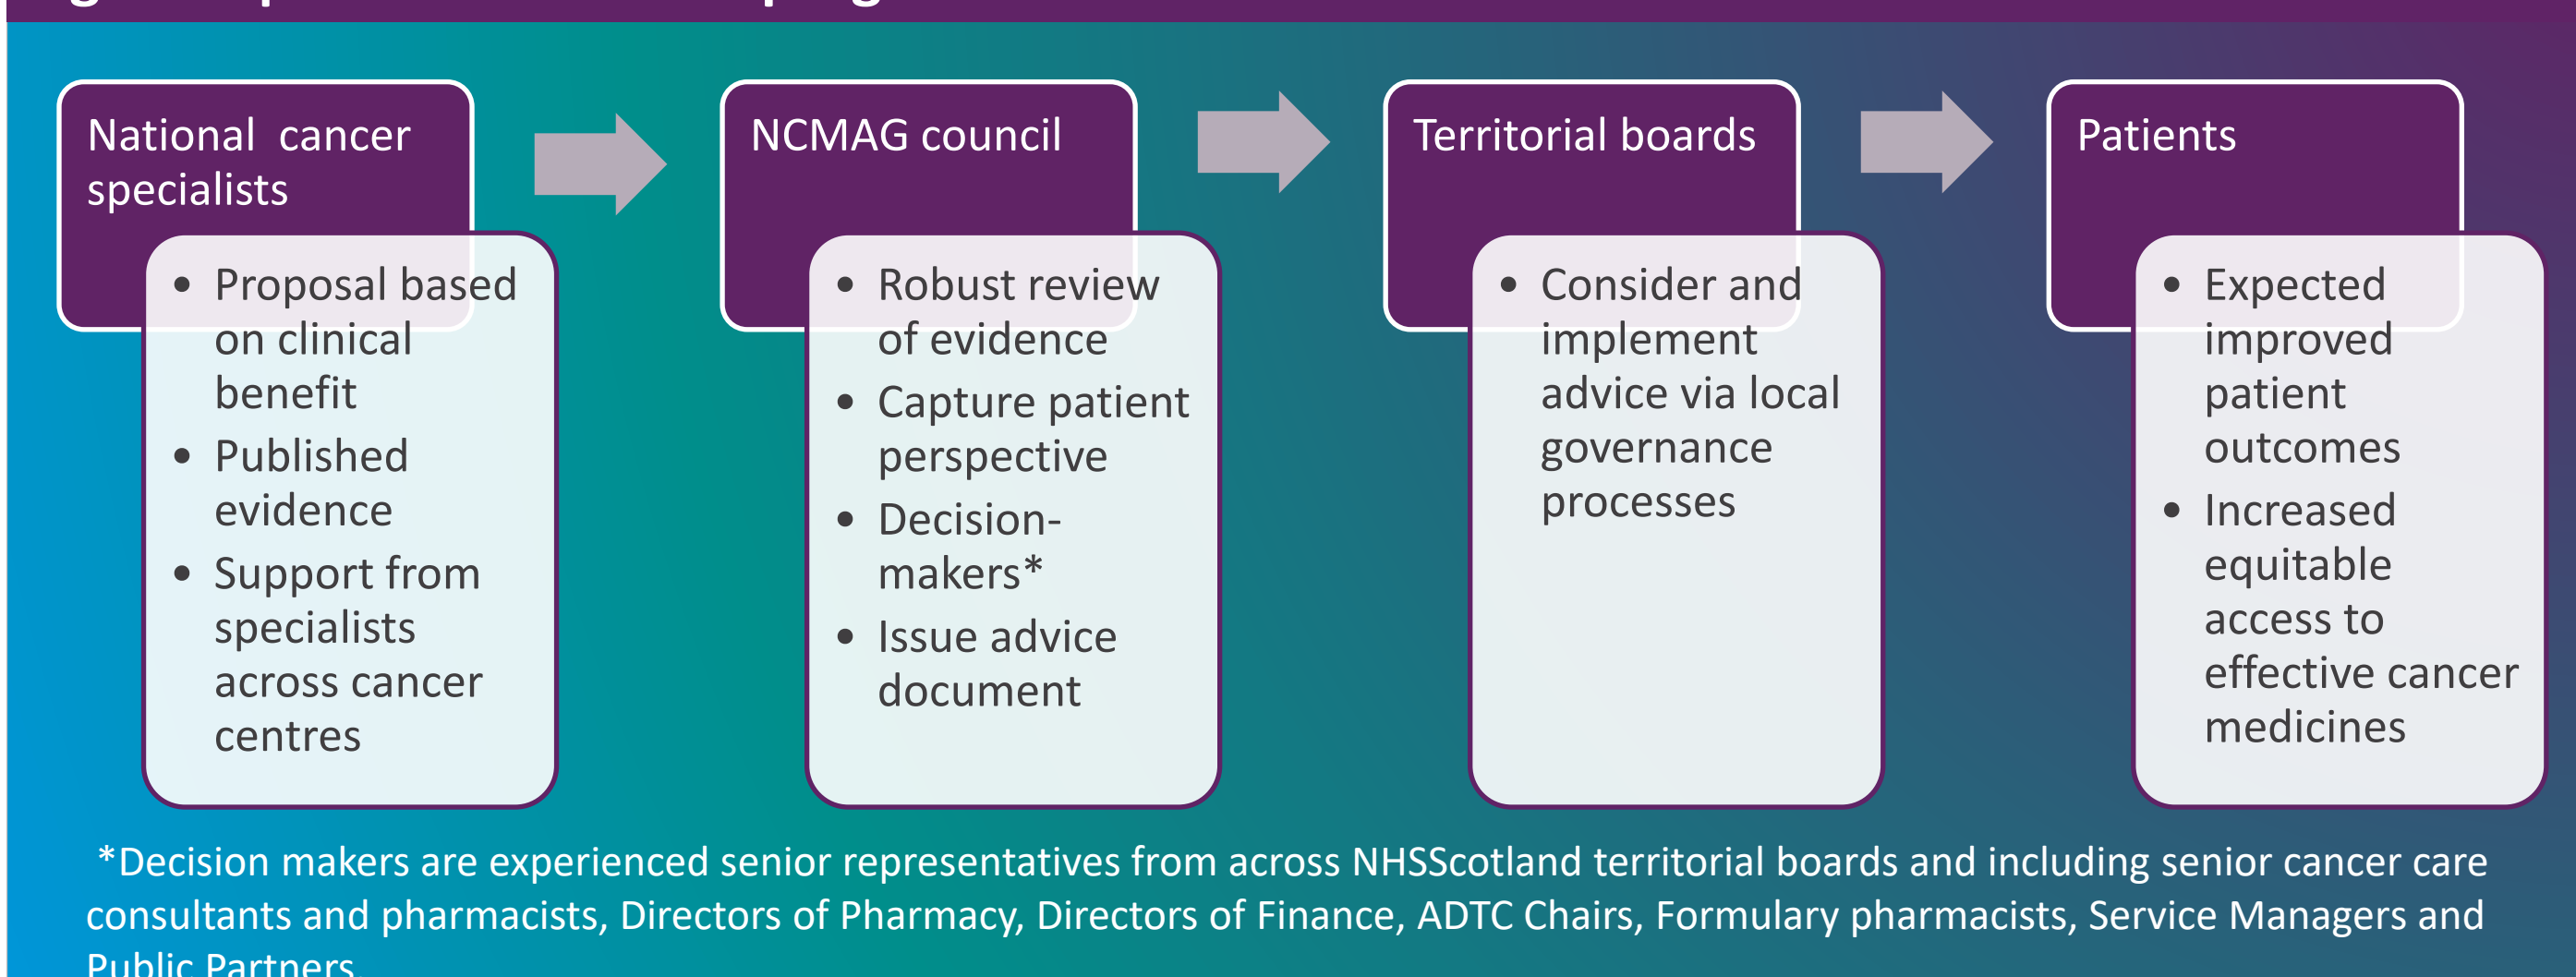 National cancer
specialists
• Proposal based
on clinical
benefit
• Published
evidence
• Support from
specialists
across cancer
centres
NCMAG council
• Robust review
of evidence
• Capture patient
perspective
• Decision-
makers*
• Issue advice
document
Territorial boards
• Consider and
implement
advice via local
governance
processes
Patients
• Expected
improved
patient
outcomes
• Increased
equitable
access to
effective cancer
medicines
*Decision makers are experienced senior representatives from across NHSScotland territorial boards and including senior cancer care
consultants and pharmacists, Directors of Pharmacy, Directors of Finance, ADTC Chairs, Formulary pharmacists, Service Managers and
Public Partners